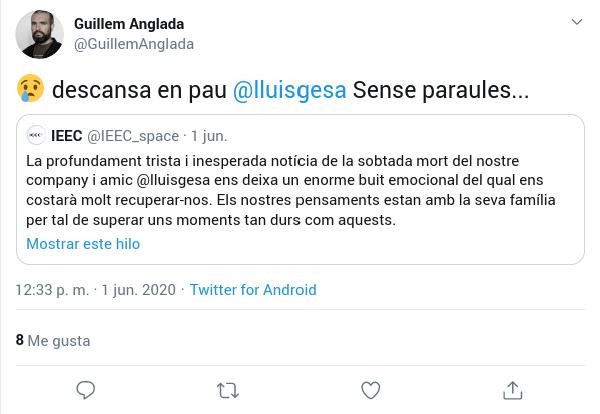 Guillem Anglada
@GuillemAnglada
😢 descansa en pau @lluisgesa Sense paraules...
IEEC @IEEC_space · 1 jun.
La profundament trista i inesperada notícia de la sobtada mort del nostre
company i amic @lluisgesa ens deixa un enorme buit emocional del qual ens
costarà molt recuperar-nos. Els nostres pensaments estan amb la seva família
per tal de superar uns moments tan durs com aquests.
Mostrar este hilo
12:33 p. m. · 1 jun. 2020 · Twitter for Android
8 Me gusta